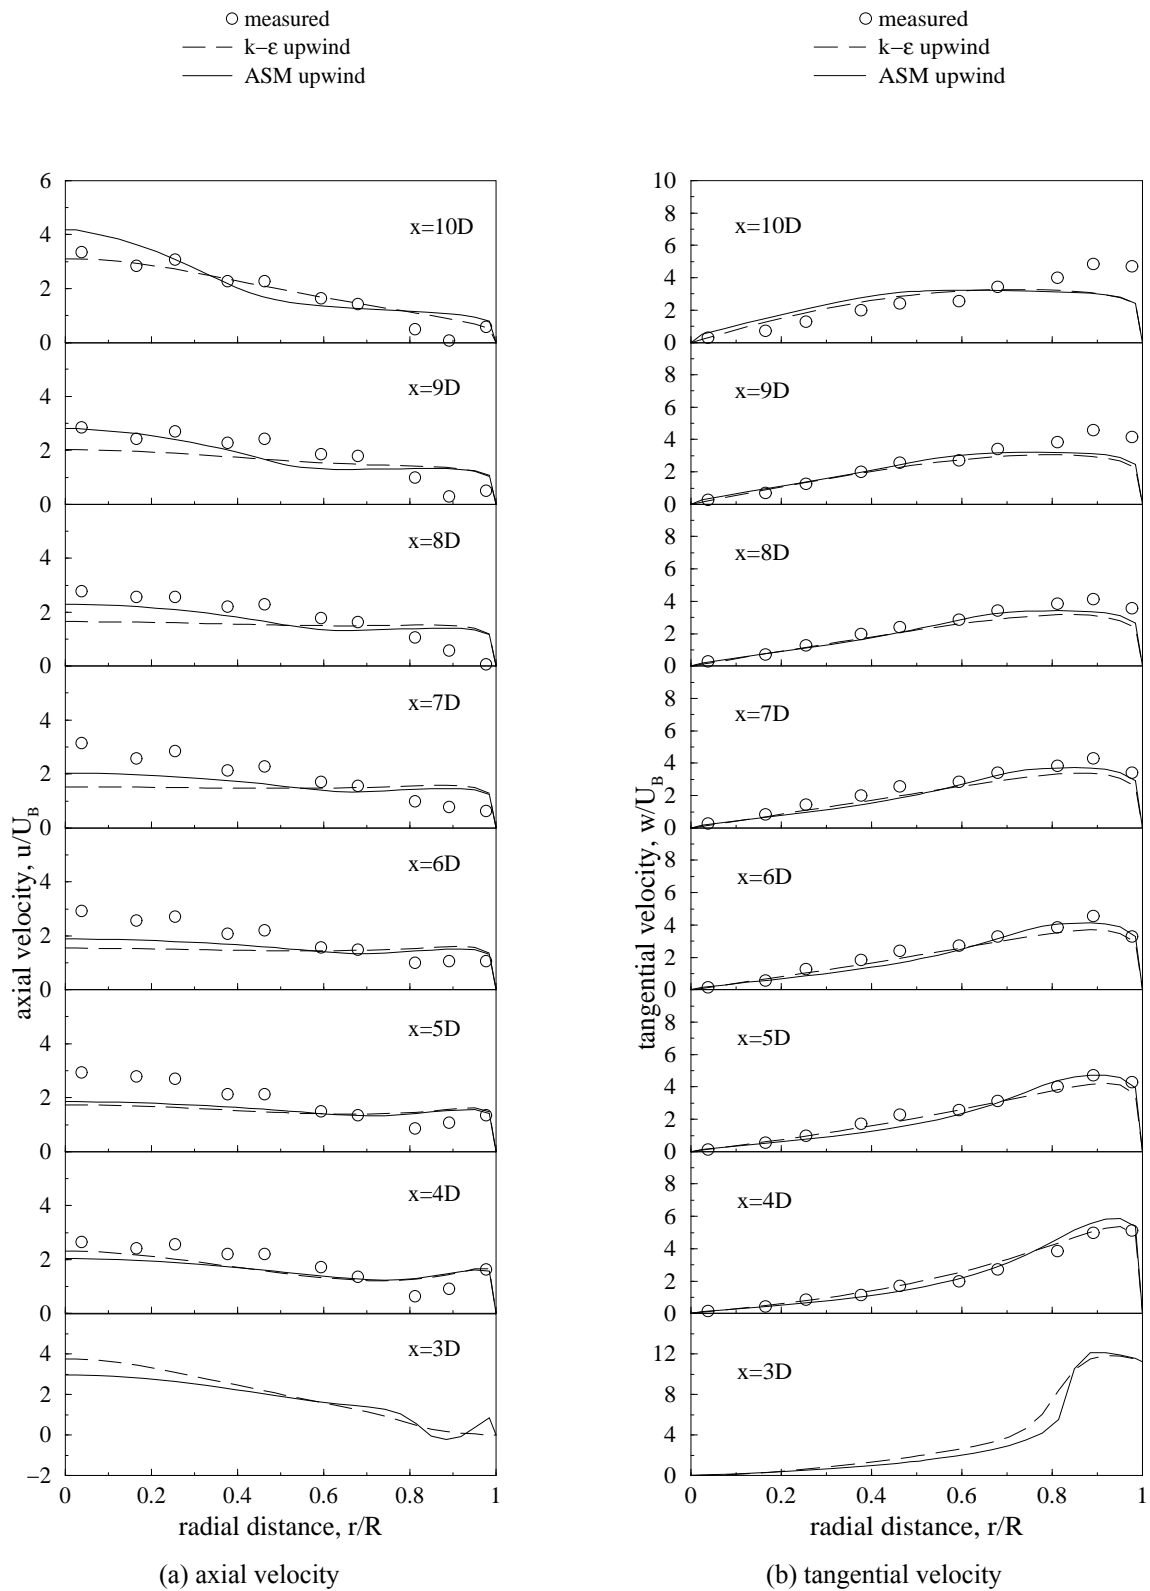 measured
k−ε upwind
ASM upwind
measured
k−ε upwind
ASM upwind
6
4
2
0
x=10D
4
2
0
x=9D
4
2
0
x=8D
4
2
0
x=7D
4
2
0
x=6D
4
2
0
x=5D
4
2
0
x=4D
4
2
0
−2
x=3D
0 0.2 0.4 0.6 0.8 1
axial velocity, u/U_B
radial distance, r/R
(a) axial velocity
10
8
6
4
2
0
x=10D
8
6
4
2
0
x=9D
8
6
4
2
0
x=8D
8
6
4
2
0
x=7D
8
6
4
2
0
x=6D
8
6
4
2
0
x=5D
8
6
4
2
0
x=4D
12
8
4
0
x=3D
0 0.2 0.4 0.6 0.8 1
tangential velocity, w/U_B
radial distance, r/R
(b) tangential velocity